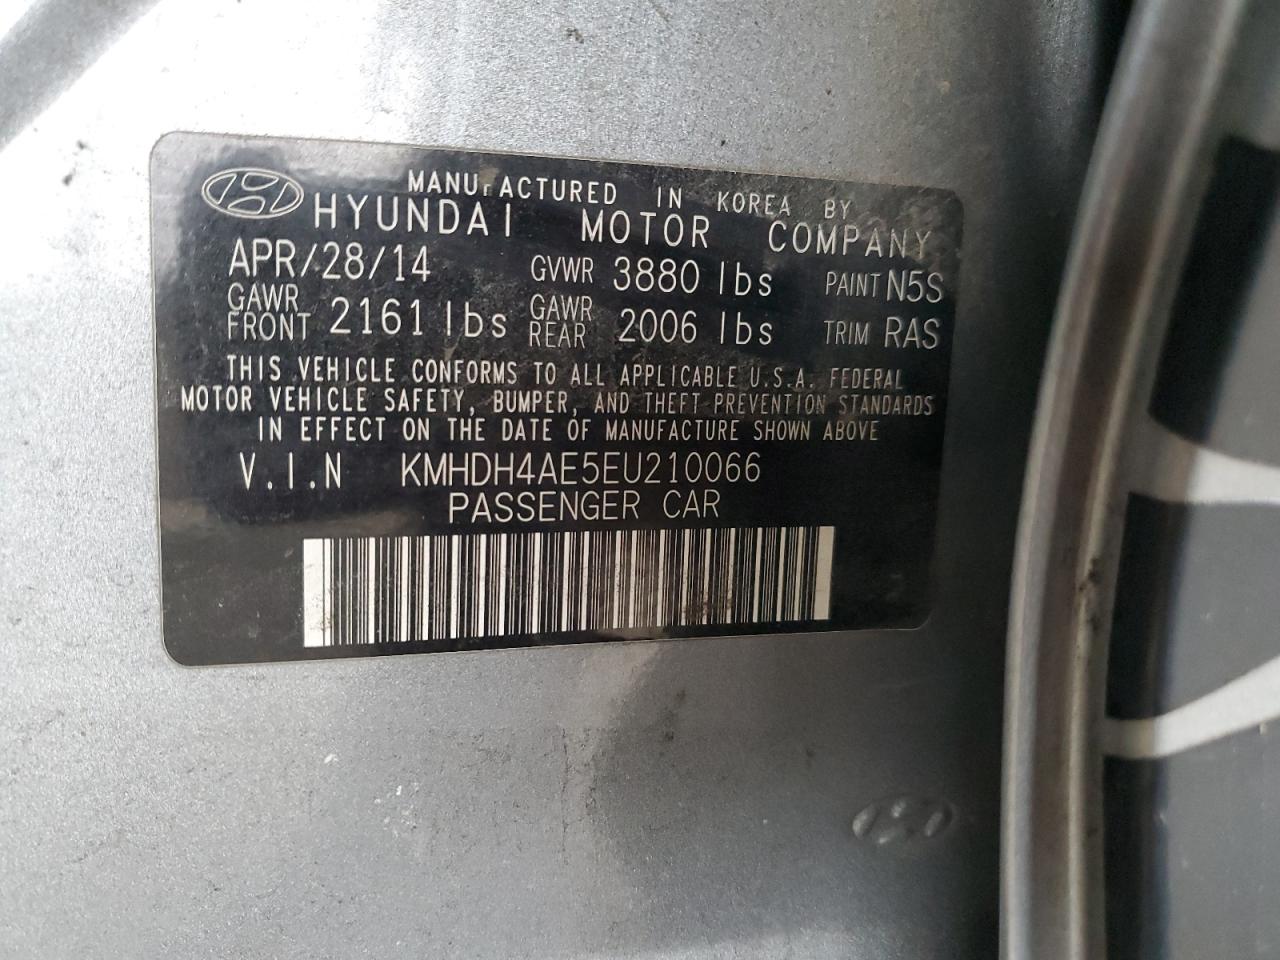 MANUFACTURED IN KOREA BY
HYUNDAI MOTOR COMPANY
APR/28/14 GVWR 3880 lbs PAINT N5S
GAWR FRONT 2161 lbs GAWR REAR 2006 lbs TRIM RAS
THIS VEHICLE CONFORMS TO ALL APPLICABLE U.S.A. FEDERAL
MOTOR VEHICLE SAFETY, BUMPER, AND THEFT PREVENTION STANDARDS
IN EFFECT ON THE DATE OF MANUFACTURE SHOWN ABOVE
V.I.N KMHDH4AE5EU210066
PASSENGER CAR